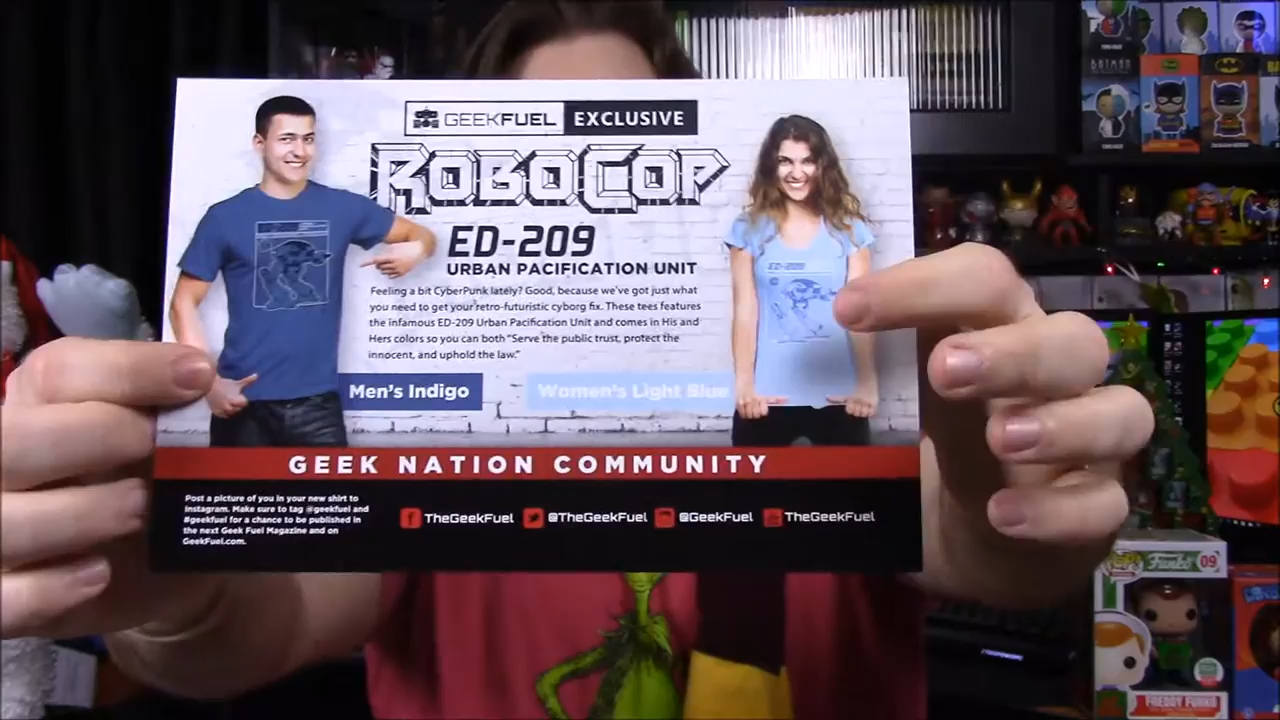 GEEKFUEL EXCLUSIVE
ROBOCOP
ED-209
URBAN PACIFICATION UNIT
Feeling a bit CyberPunk lately? Good, because we've got just what
you need to get your retro-futuristic cyborg fix. These tees features
the infamous ED-209 Urban Pacification Unit and comes in His and
Hers colors so you can both "Serve the public trust, protect the
innocent, and uphold the law."
Men's Indigo
Women's Light Blue
ED-209
GEEK NATION COMMUNITY
Post a picture of you in your new shirt to
Instagram. Make sure to tag @geekfuel and
#geekfuel for a chance to be published in
the next Geek Fuel Magazine and on
GeekFuel.com.
TheGeekFuel @TheGeekFuel @GeekFuel TheGeekFuel
BATMAN
POP!
Funko
09
FREDDY FUNKO